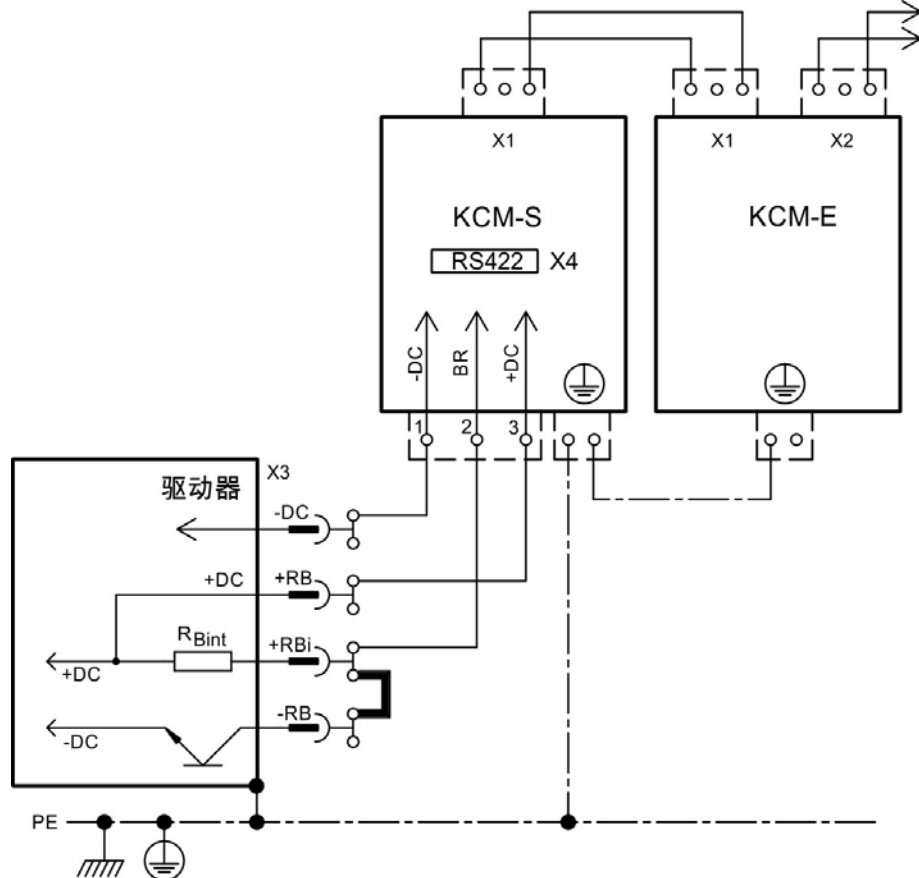 X1
X1
X2
KCM-S
KCM-E
RS422
X4
-DC
BR
+DC
1
2
3
X3
驱动器
-DC
+DC
+RB
RBint
+RBi
+DC
-RB
-DC
PE